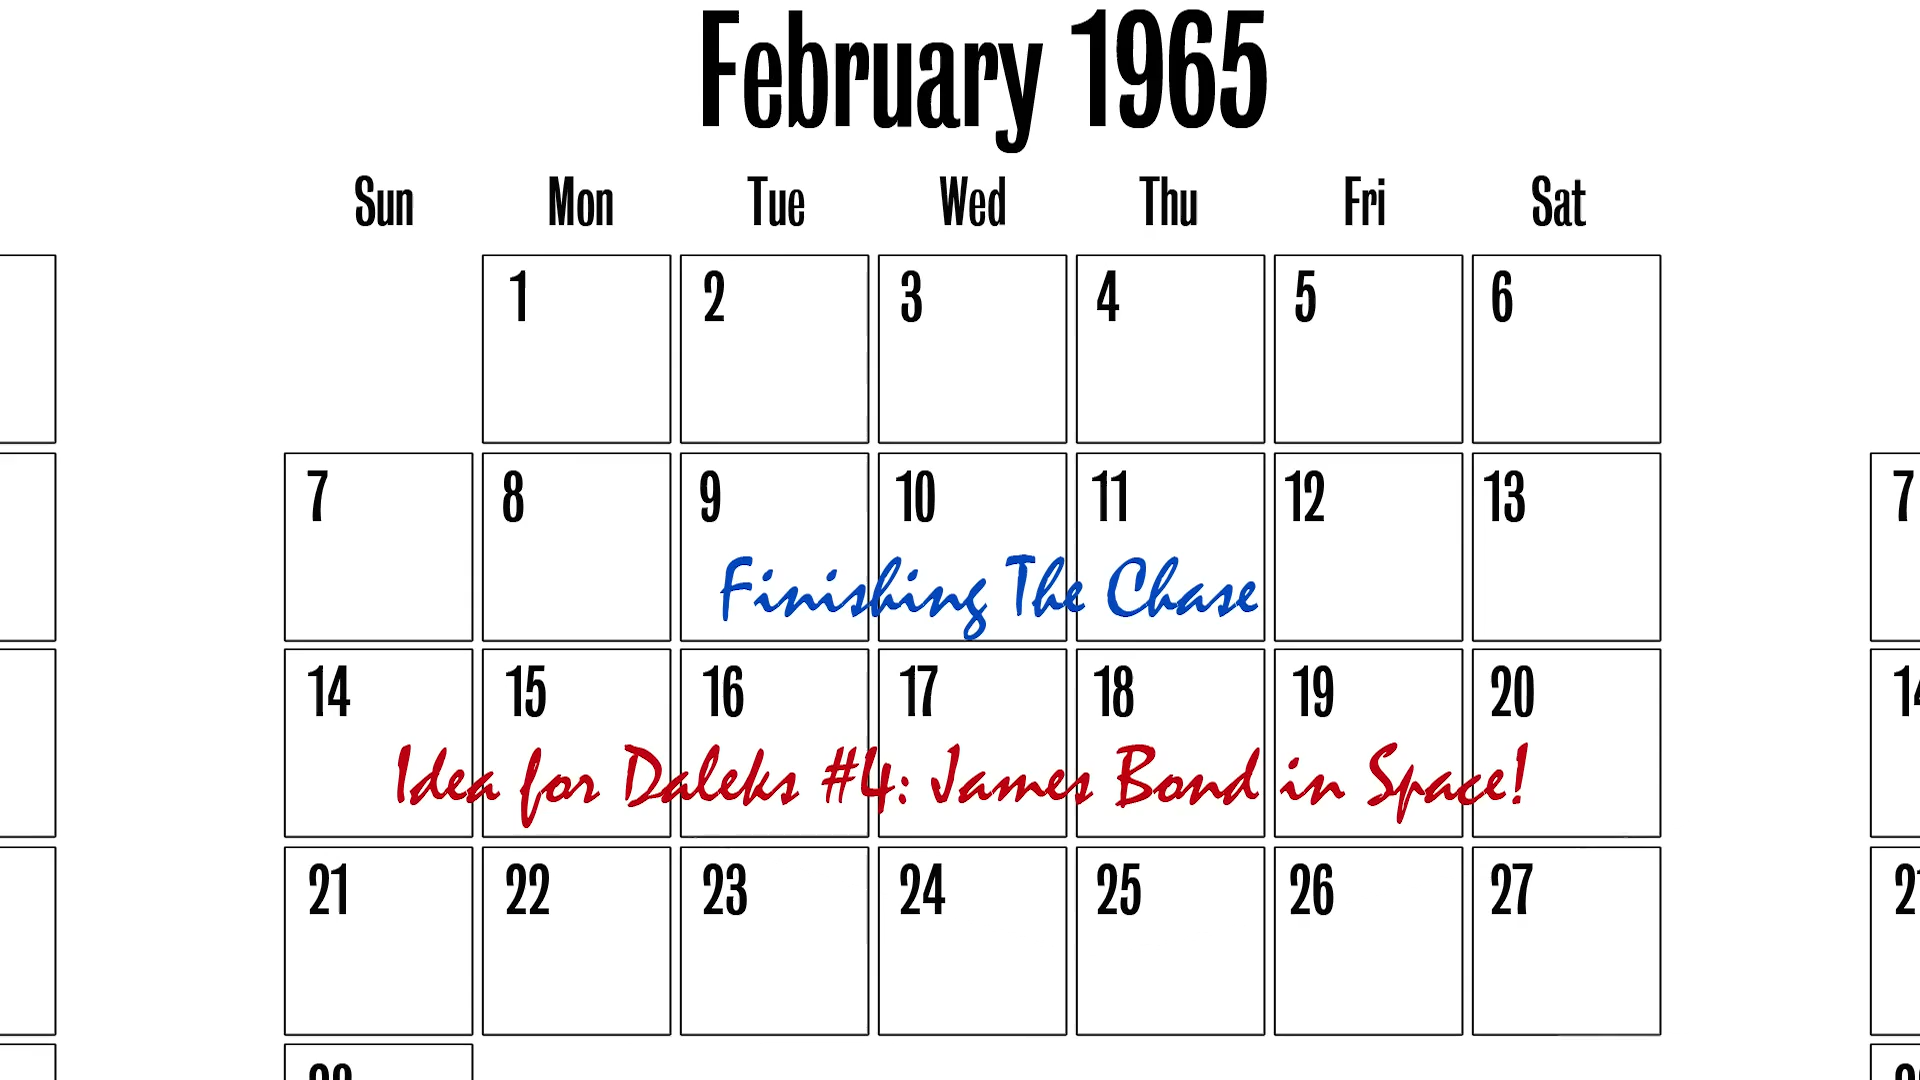 February 1965
Sun Mon Tue Wed Thu Fri Sat
1 2 3 4 5 6
7 8 9 10 11 12 13 7
Finishing The Chase
14 15 16 17 18 19 20
Idea for Daleks #4: James Bond in Space!
21 22 23 24 25 26 27